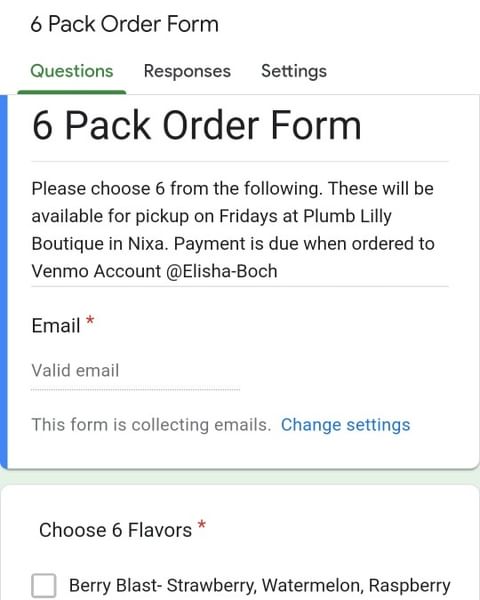 6 Pack Order Form
Questions Responses Settings
6 Pack Order Form
Please choose 6 from the following. These will be
available for pickup on Fridays at Plumb Lilly
Boutique in Nixa. Payment is due when ordered to
Venmo Account @Elisha-Boch
Email *
Valid email
This form is collecting emails. Change settings
Choose 6 Flavors *
Berry Blast- Strawberry, Watermelon, Raspberry